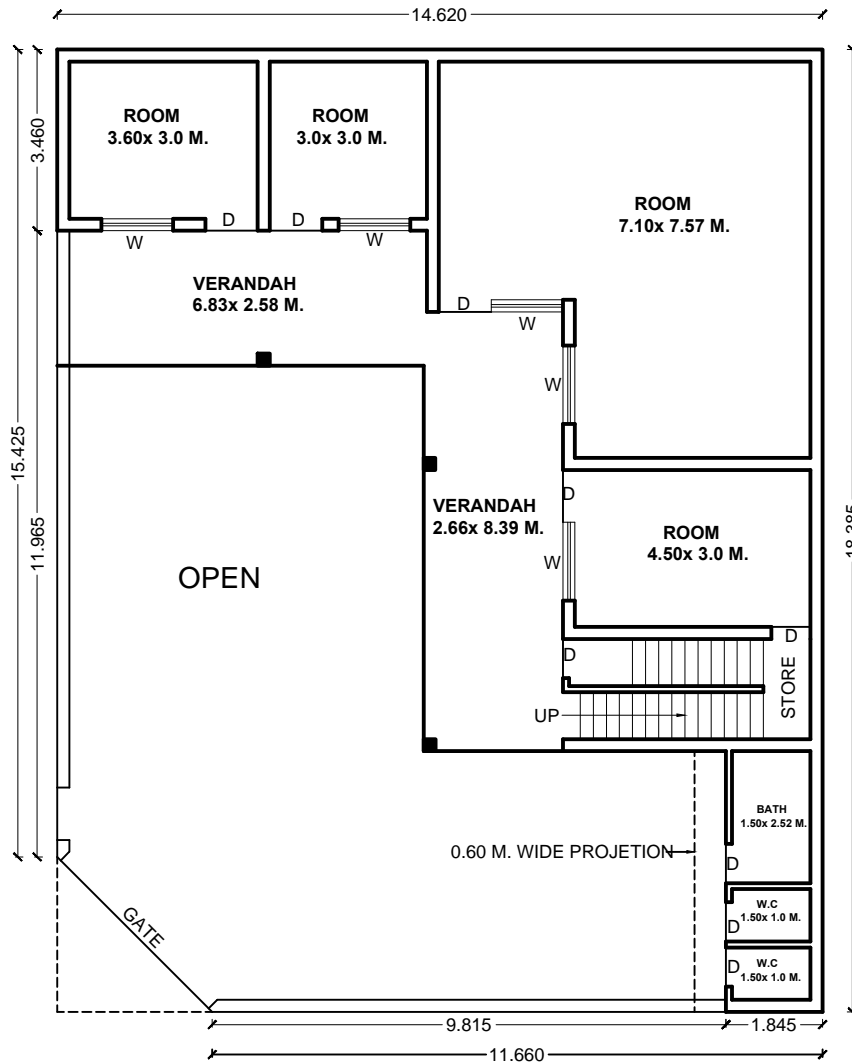 14.620
ROOM
3.60x 3.0 M.
ROOM
3.0x 3.0 M.
3.460
ROOM
7.10x 7.57 M.
D
D
W
W
VERANDAH
6.83x 2.58 M.
D
W
W
15.425
11.965
18.385
D
VERANDAH
2.66x 8.39 M.
ROOM
4.50x 3.0 M.
W
OPEN
D
D
STORE
UP
BATH
1.50x 2.52 M.
0.60 M. WIDE PROJETION
D
W.C
1.50x 1.0 M.
D
GATE
W.C
1.50x 1.0 M.
D
9.815
1.845
11.660